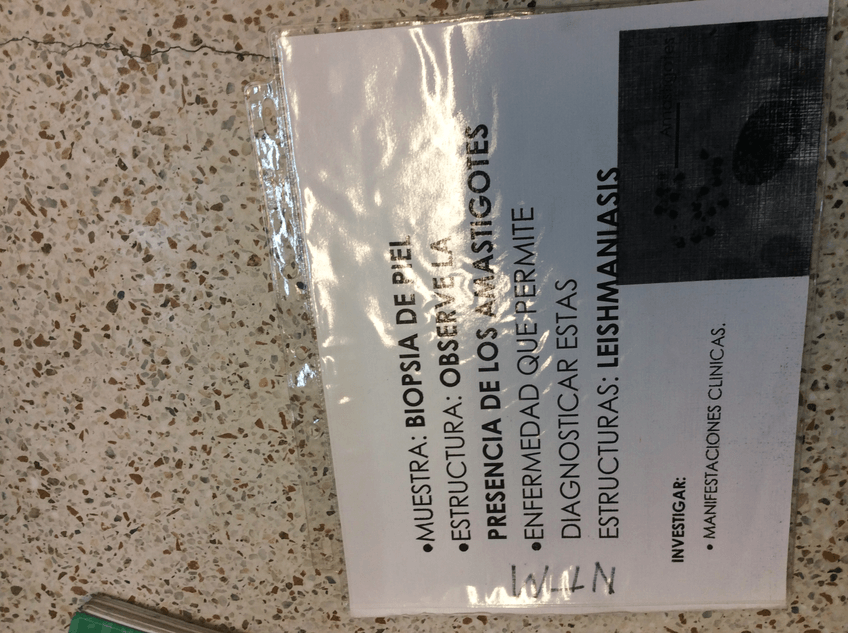 •MUESTRA: BIOPSIA DE PIEL
•ESTRUCTURA: OBSERVE LA
PRESENCIA DE LOS AMASTIGOTES
•ENFERMEDAD QUE PERMITE
DIAGNOSTICAR ESTAS
ESTRUCTURAS: LEISHMANIASIS
INVESTIGAR:
• MANIFESTACIONES CLINICAS.
Amastigotes